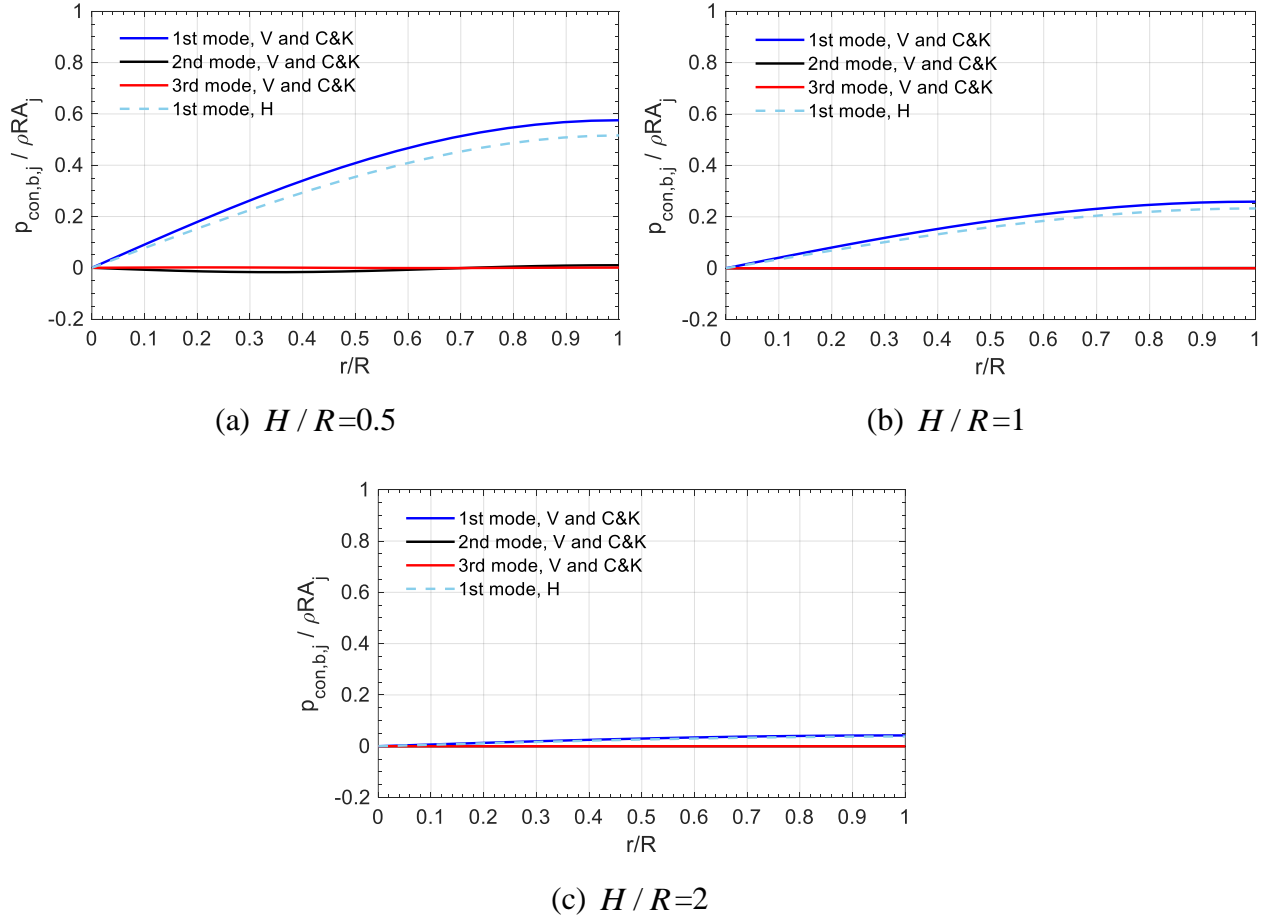 1
0.8
0.6
0.4
0.2
0
-0.2
p_con,b,j / ρRA_j
1st mode, V and C&K
2nd mode, V and C&K
3rd mode, V and C&K
1st mode, H
0 0.1 0.2 0.3 0.4 0.5 0.6 0.7 0.8 0.9 1
r/R
(a) H / R=0.5
1
0.8
0.6
0.4
0.2
0
-0.2
p_con,b,j / ρRA_j
1st mode, V and C&K
2nd mode, V and C&K
3rd mode, V and C&K
1st mode, H
0 0.1 0.2 0.3 0.4 0.5 0.6 0.7 0.8 0.9 1
r/R
(b) H / R=1
1
0.8
0.6
0.4
0.2
0
-0.2
p_con,b,j / ρRA_j
1st mode, V and C&K
2nd mode, V and C&K
3rd mode, V and C&K
1st mode, H
0 0.1 0.2 0.3 0.4 0.5 0.6 0.7 0.8 0.9 1
r/R
(c) H / R=2